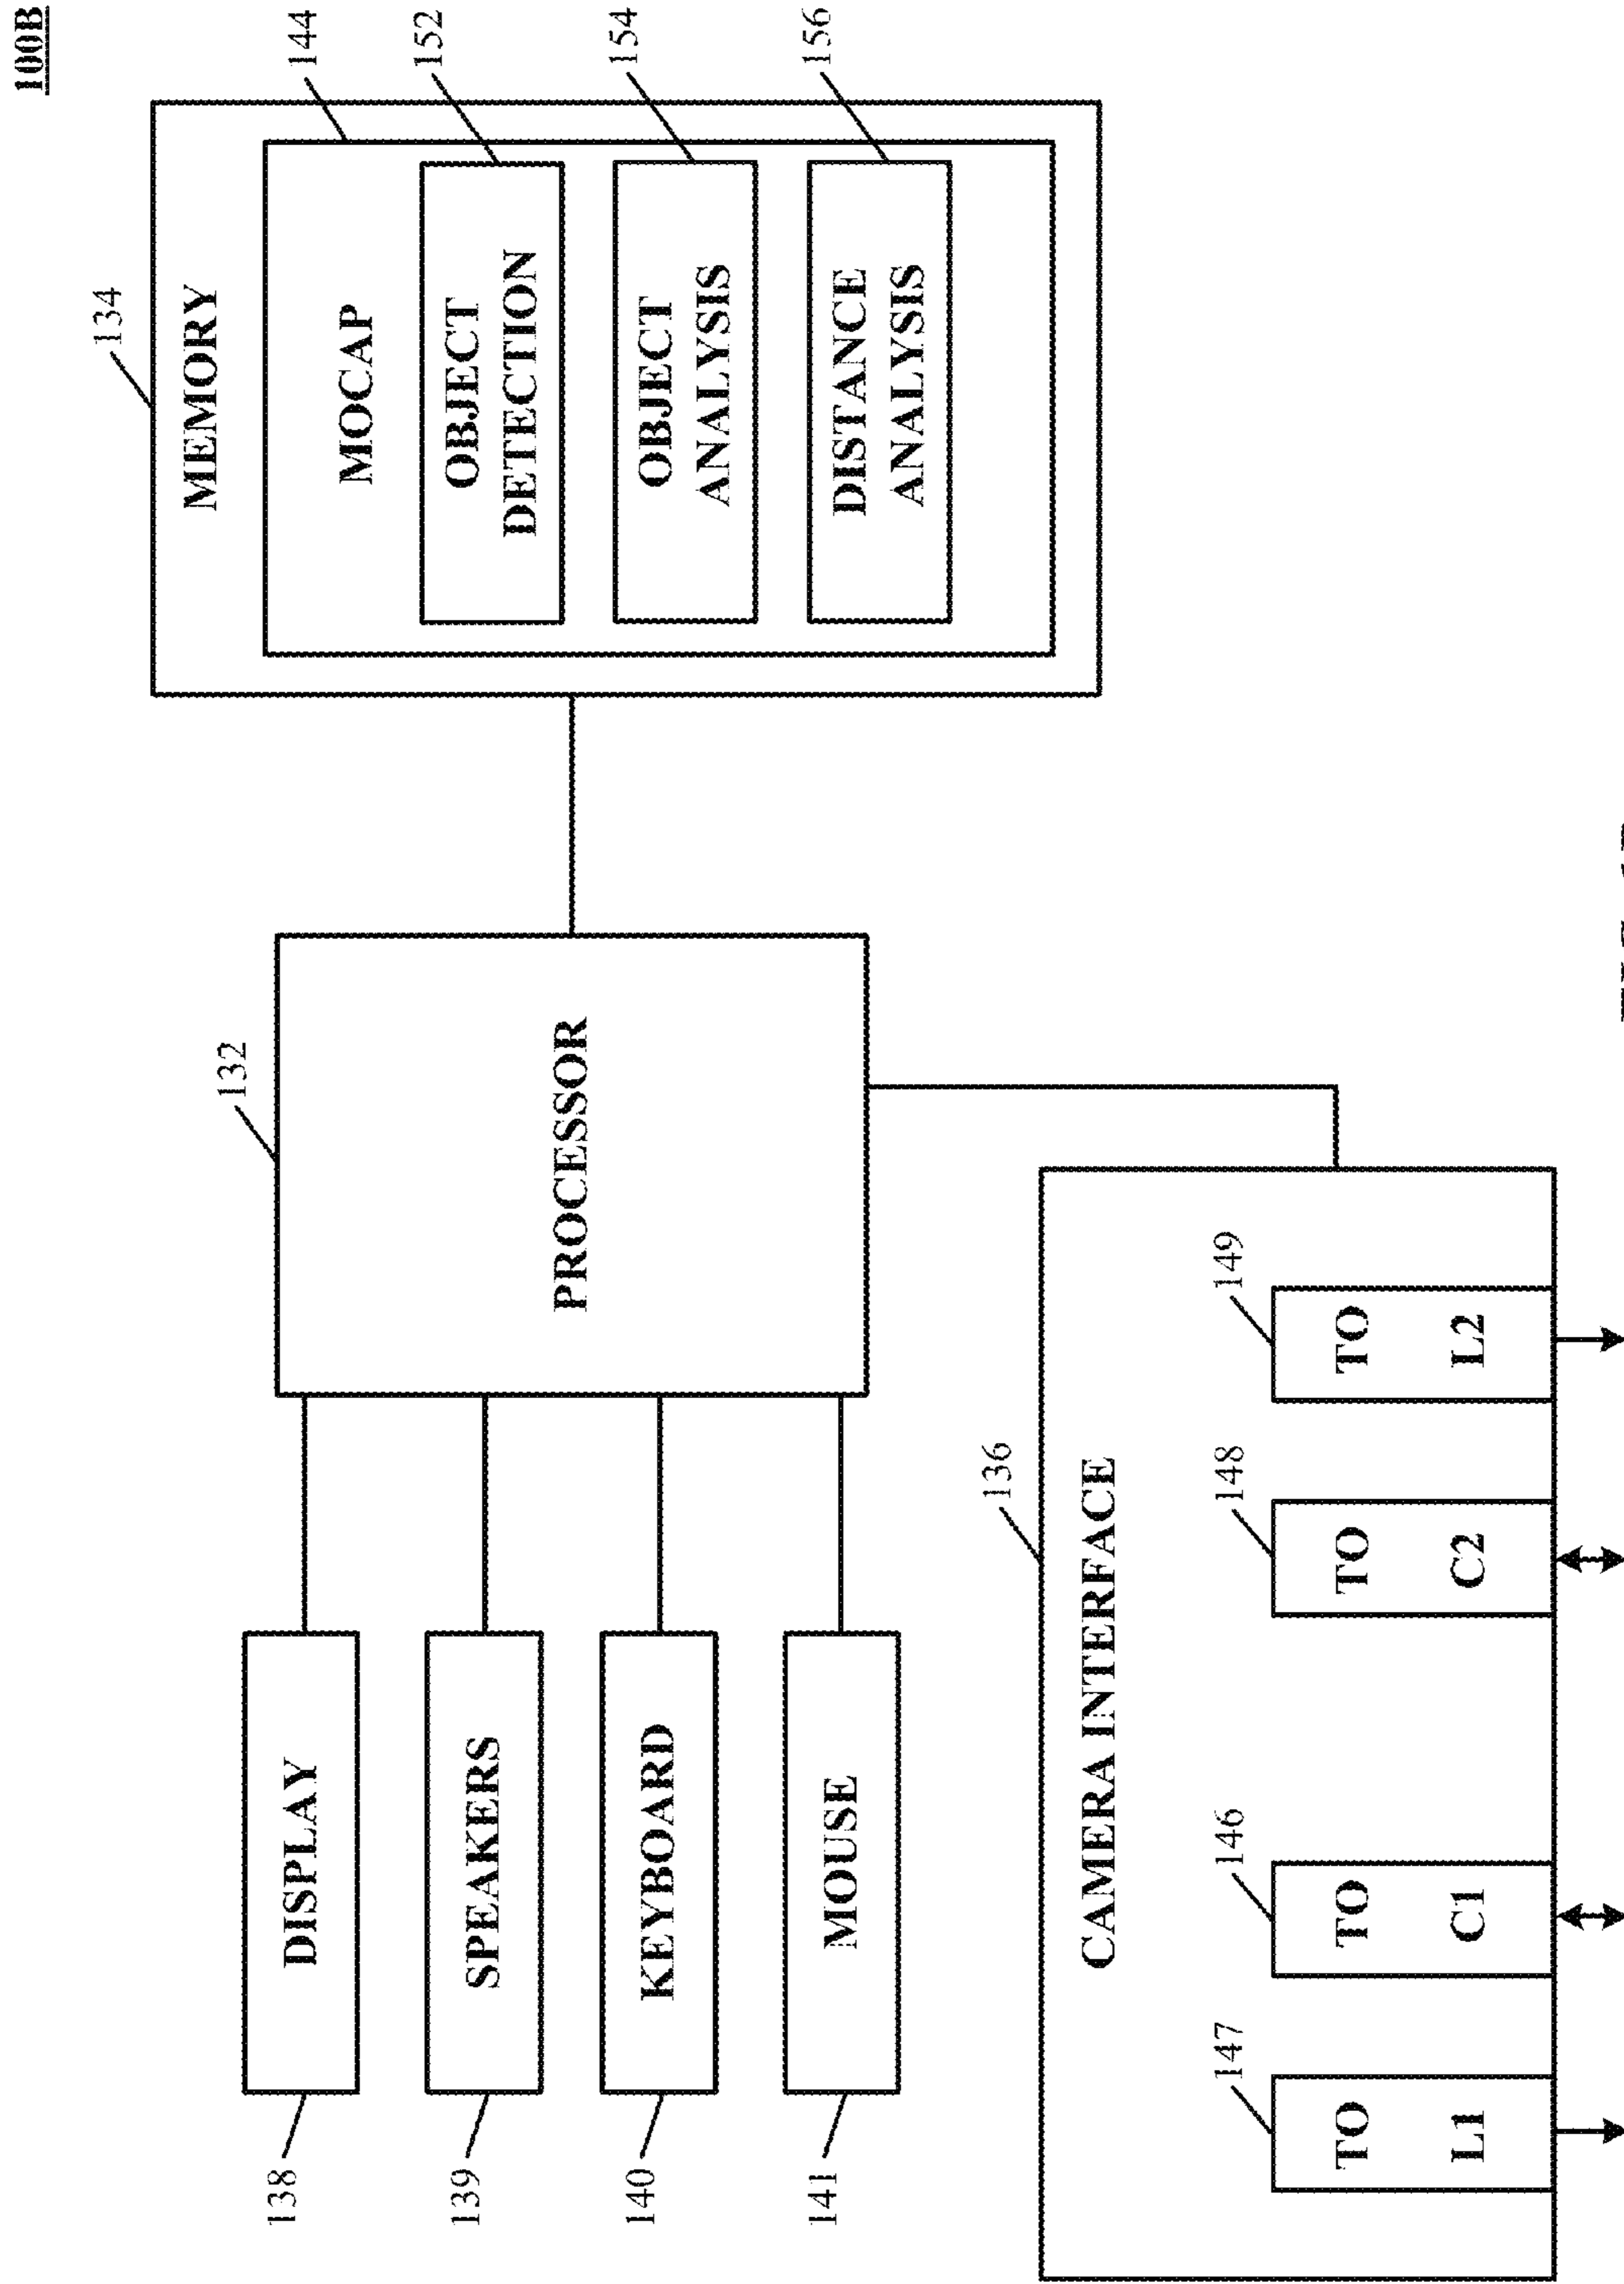 100B
134
MEMORY
144
MOCAP
152
OBJECT
DETECTION
154
OBJECT
ANALYSIS
156
DISTANCE
ANALYSIS
132
PROCESSOR
138
DISPLAY
139
SPEAKERS
140
KEYBOARD
141
MOUSE
136
CAMERA INTERFACE
147
TO
L1
146
TO
C1
148
TO
C2
149
TO
L2